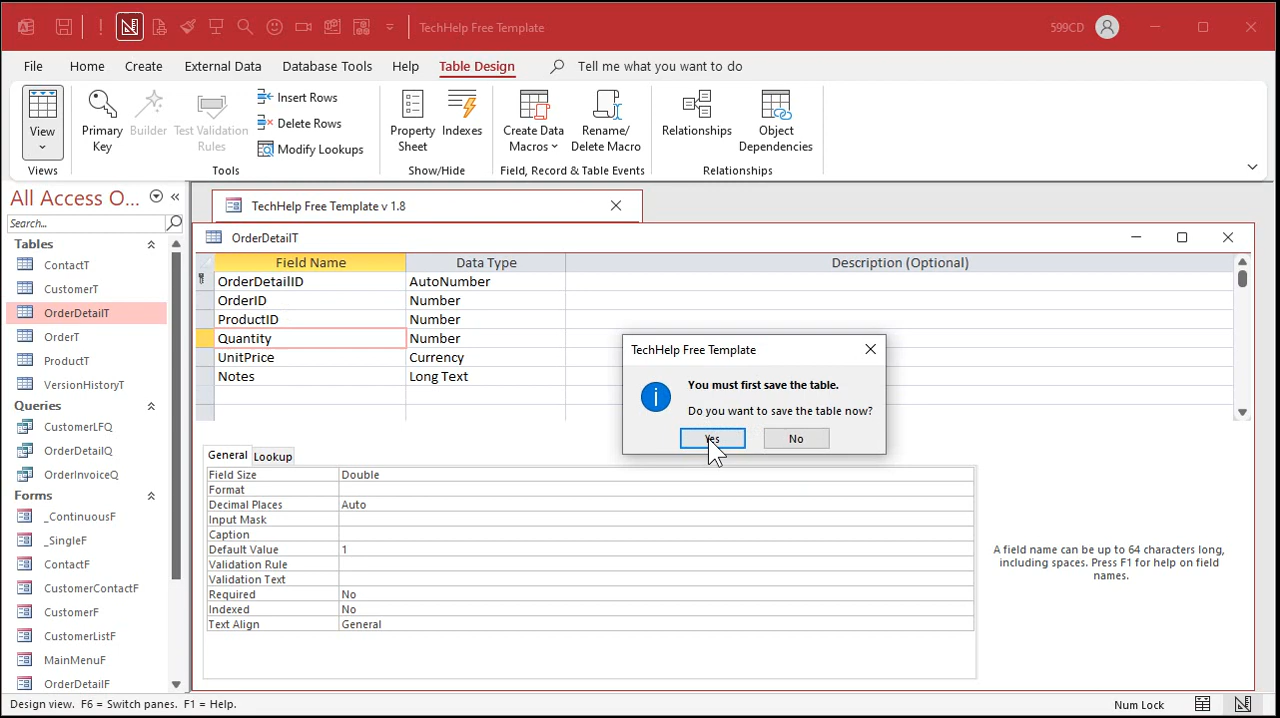 TechHelp Free Template
599CD
File Home Create External Data Database Tools Help Table Design Tell me what you want to do
View
Views
Primary Key
Builder
Test Validation Rules
Insert Rows
Delete Rows
Modify Lookups
Tools
Property Sheet
Indexes
Show/Hide
Create Data Macros
Rename/ Delete Macro
Field, Record & Table Events
Relationships
Object Dependencies
Relationships
All Access O...
Search...
Tables
ContactT
CustomerT
OrderDetailT
OrderT
ProductT
VersionHistoryT
Queries
CustomerLFQ
OrderDetailQ
OrderInvoiceQ
Forms
_ContinuousF
_SingleF
ContactF
CustomerContactF
CustomerF
CustomerListF
MainMenuF
OrderDetailF
TechHelp Free Template v 1.8
OrderDetailT
Field Name Data Type Description (Optional)
OrderDetailID AutoNumber
OrderID Number
ProductID Number
Quantity Number
UnitPrice Currency
Notes Long Text
TechHelp Free Template
You must first save the table.
Do you want to save the table now?
Yes No
General Lookup
Field Size Double
Format
Decimal Places Auto
Input Mask
Caption
Default Value 1
Validation Rule
Validation Text
Required No
Indexed No
Text Align General
A field name can be up to 64 characters long,
including spaces. Press F1 for help on field
names.
Design view. F6 = Switch panes. F1 = Help.
Num Lock